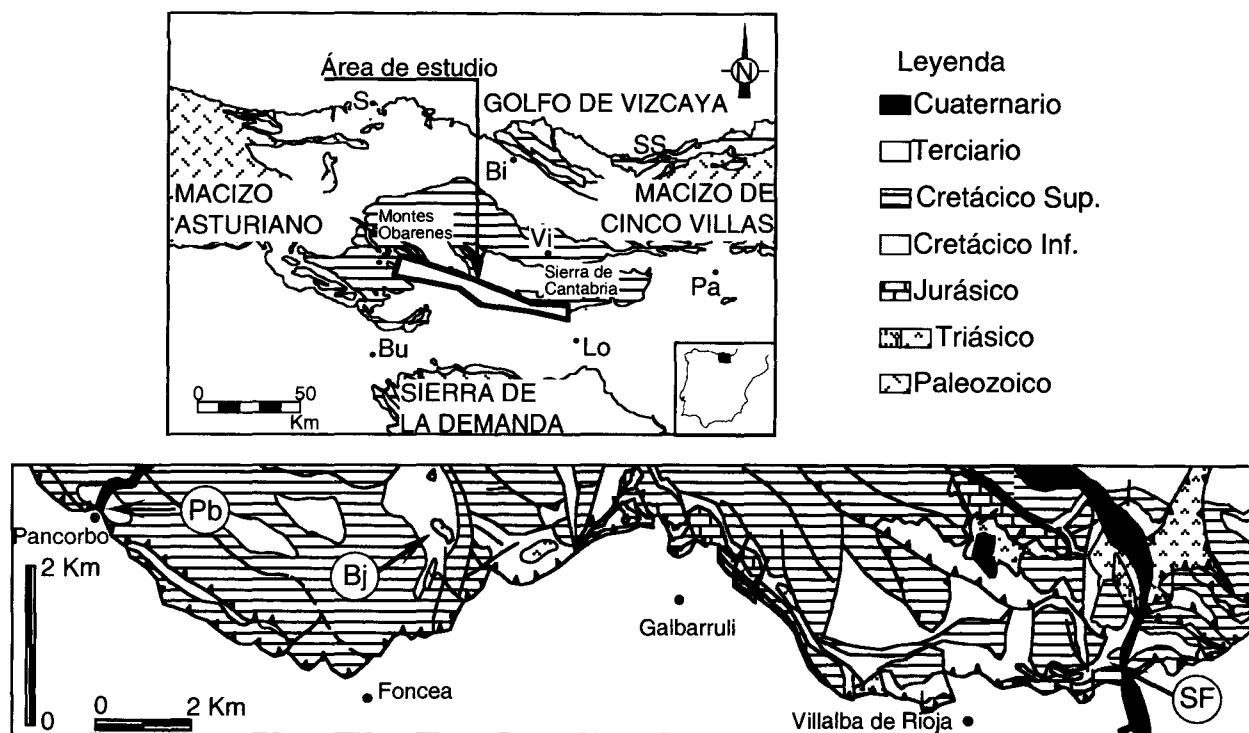 Área de estudio
N
S.
GOLFO DE VIZCAYA
SS
Bi
MACIZO
ASTURIANO
MACIZO DE
CINCO VILLAS
Montes
Obarenes
Vi
Sierra de
Cantabria
Pa
Bu
Lo
0 50
Km
SIERRA DE
LA DEMANDA
Leyenda
Cuaternario
Terciario
Cretácico Sup.
Cretácico Inf.
Jurásico
Triásico
Paleozoico
Pb
Pancorbo
2 Km
Bj
Galbarruli
0
0 2 Km
Foncea
Villalba de Rioja
SF